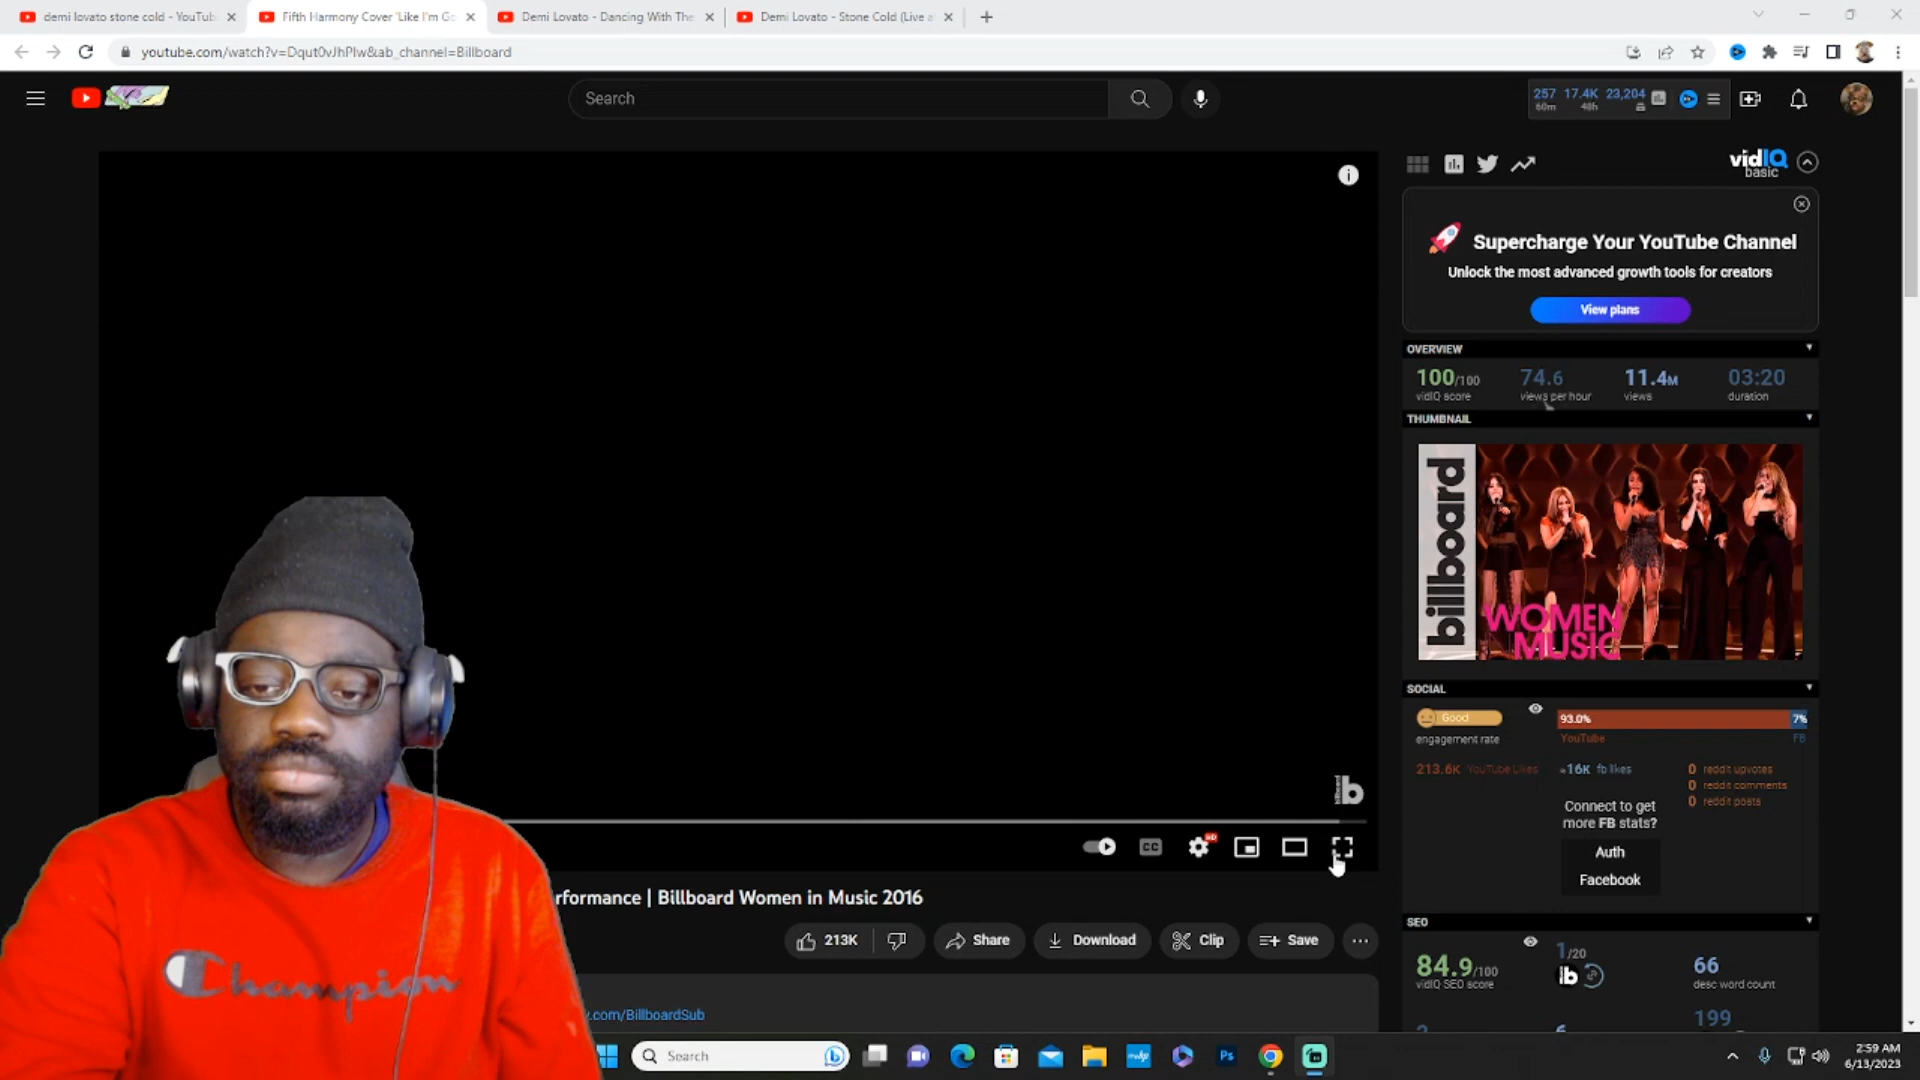 demi lovato stone cold - YouTub
Fifth Harmony Cover 'Like I'm Go
Demi Lovato - Dancing With The
Demi Lovato - Stone Cold (Live a
youtube.com/watch?v=Dqut0vJhPlw&ab_channel=Billboard
Search
257 17.4K 23,204
60m 48h
vidIQ
basic
Supercharge Your YouTube Channel
Unlock the most advanced growth tools for creators
View plans
OVERVIEW
100/100 74.6 11.4M 03:20
vidIQ score views per hour views duration
THUMBNAIL
billboard
WOMEN
MUSIC
SOCIAL
Good 93.0% 7%
engagement rate YouTube FB
213.6K YouTube Likes ≈16K fb likes 0 reddit upvotes
0 reddit comments
0 reddit posts
Connect to get
more FB stats?
Auth
Facebook
billboard b
CC HD
rformance | Billboard Women in Music 2016
213K Share Download Clip Save
SEO
84.9/100 1/20 66
vidIQ SEO score b desc word count
199
Champion
y.com/BillboardSub
Search
Ps
2:59 AM
6/13/2023